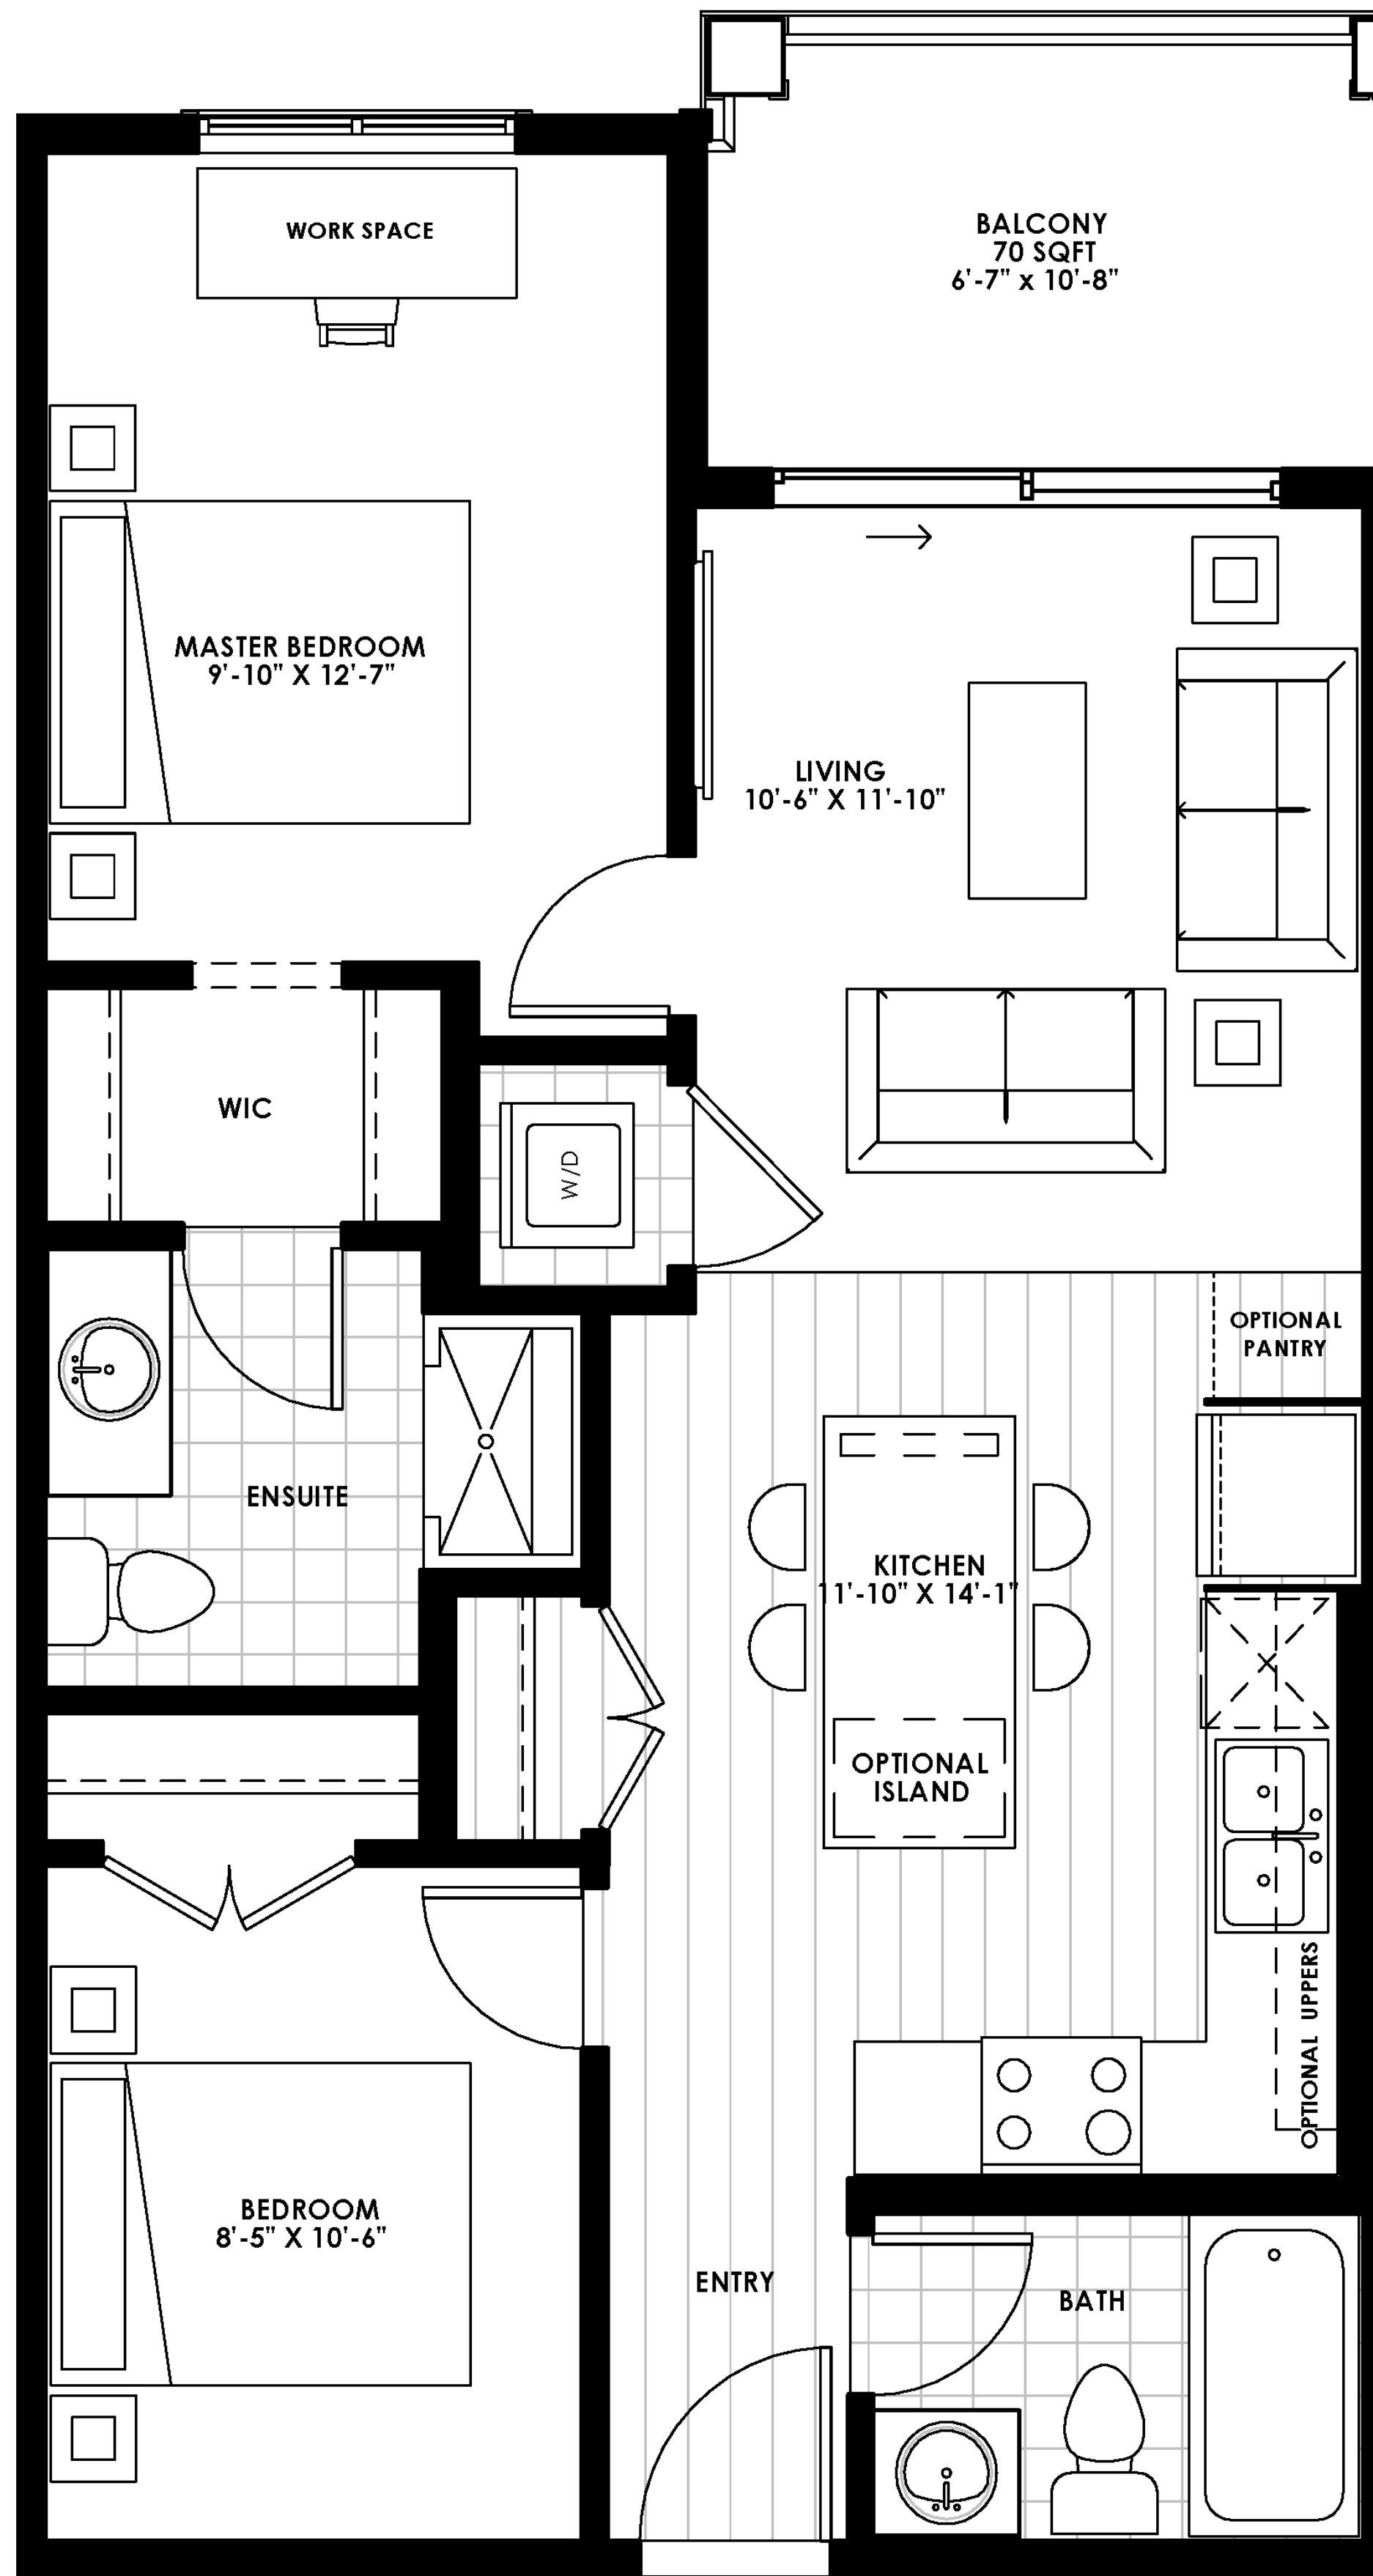 BALCONY
70 SQFT
6'-7" x 10'-8"
WORK SPACE
MASTER BEDROOM
9'-10" X 12'-7"
LIVING
10'-6" X 11'-10"
WIC
W/D
OPTIONAL
PANTRY
ENSUITE
KITCHEN
11'-10" X 14'-1"
OPTIONAL
ISLAND
OPTIONAL UPPERS
BEDROOM
8'-5" X 10'-6"
ENTRY
BATH